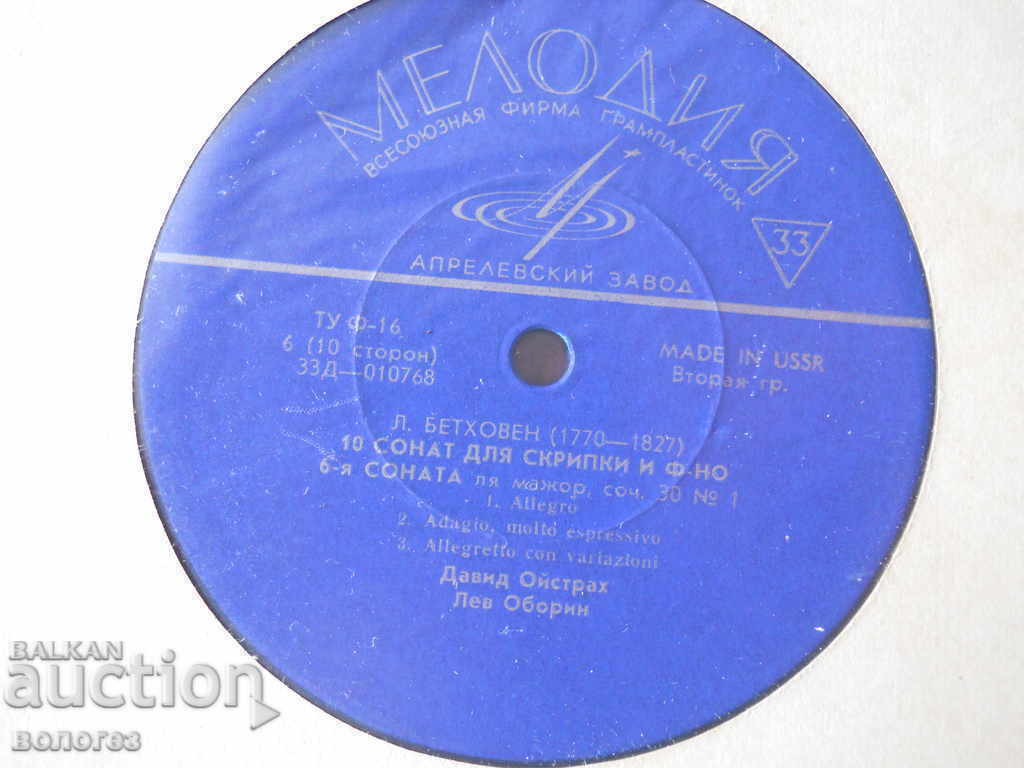 МЕЛОДИЯ
ВСЕСОЮЗНАЯ ФИРМА ГРАМПЛАСТИНОК
33
АПРЕЛЕВСКИЙ ЗАВОД
ТУ Ф-16
6 (10 сторон)
33Д—010768
MADE IN USSR
Вторая гр.
Л. БЕТХОВЕН (1770—1827)
10 СОНАТ ДЛЯ СКРИПКИ И Ф-НО
6-я СОНАТА ля мажор, соч. 30 № 1
1. Allegro
2. Adagio, molto espressivo
3. Allegretto con variazioni
Давид Ойстрах
Лев Оборин
BALKAN
auction
Волог63